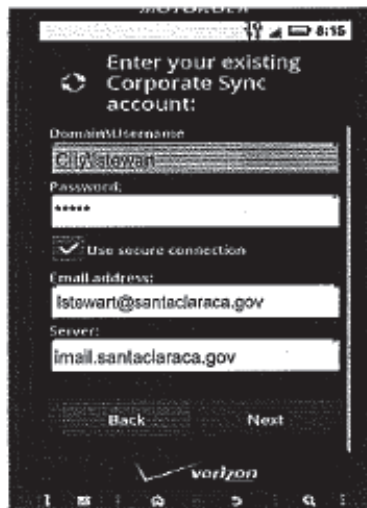 MOTOROLA
8:15
Enter your existing
Corporate Sync
account:
Domain\Username
City\lstewart
Password:
*****
Use secure connection
Email address:
lstewart@santaclaraca.gov
Server:
imail.santaclaraca.gov
Back Next
verizon